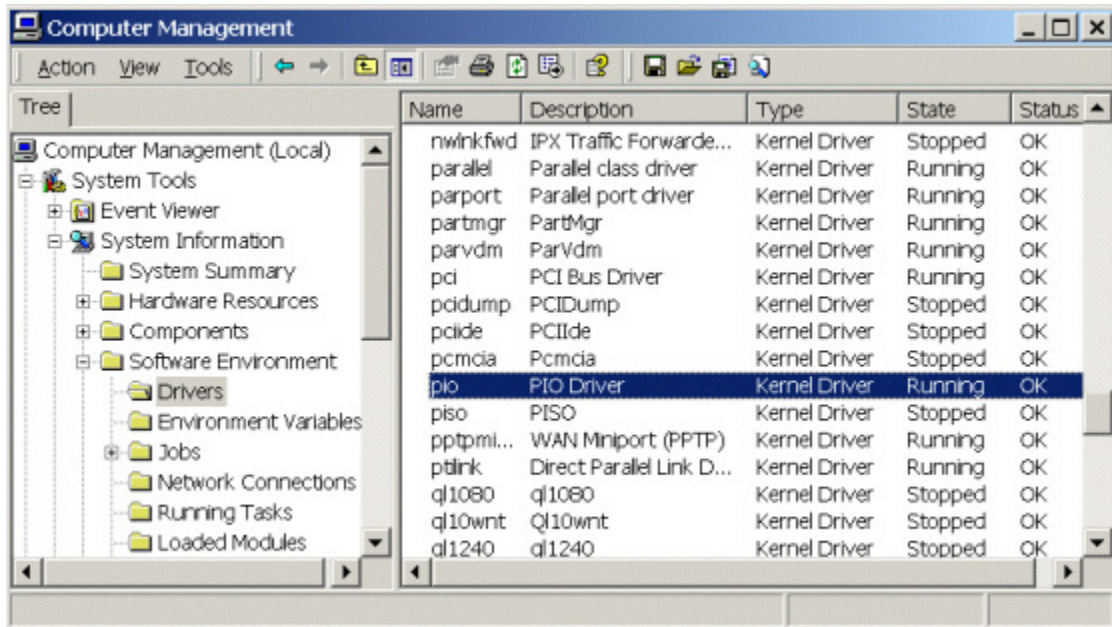 Computer Management
Action View Tools
Tree
Computer Management (Local)
System Tools
Event Viewer
System Information
System Summary
Hardware Resources
Components
Software Environment
Drivers
Environment Variables
Jobs
Network Connections
Running Tasks
Loaded Modules
Name Description Type State Status
nwlnkfwd IPX Traffic Forwarde... Kernel Driver Stopped OK
parallel Parallel class driver Kernel Driver Running OK
parport Parallel port driver Kernel Driver Running OK
partmgr PartMgr Kernel Driver Running OK
parvdm ParVdm Kernel Driver Running OK
pci PCI Bus Driver Kernel Driver Running OK
pcidump PCIDump Kernel Driver Stopped OK
pciide PCIIde Kernel Driver Stopped OK
pcmcia Pcmcia Kernel Driver Stopped OK
pio PIO Driver Kernel Driver Running OK
piso PISO Kernel Driver Stopped OK
pptpmi... WAN Miniport (PPTP) Kernel Driver Running OK
ptilink Direct Parallel Link D... Kernel Driver Running OK
ql1080 ql1080 Kernel Driver Stopped OK
ql10wnt Ql10wnt Kernel Driver Stopped OK
ql1240 ql1240 Kernel Driver Stopped OK